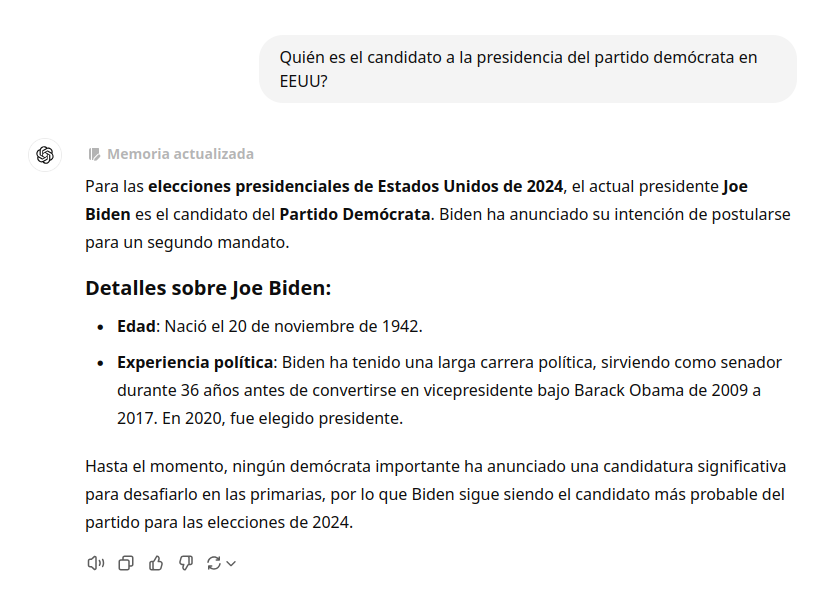 Quién es el candidato a la presidencia del partido demócrata en
EEUU?
Memoria actualizada
Para las elecciones presidenciales de Estados Unidos de 2024, el actual presidente Joe
Biden es el candidato del Partido Demócrata. Biden ha anunciado su intención de postularse
para un segundo mandato.
Detalles sobre Joe Biden:
• Edad: Nació el 20 de noviembre de 1942.
• Experiencia política: Biden ha tenido una larga carrera política, sirviendo como senador
durante 36 años antes de convertirse en vicepresidente bajo Barack Obama de 2009 a
2017. En 2020, fue elegido presidente.
Hasta el momento, ningún demócrata importante ha anunciado una candidatura significativa
para desafiarlo en las primarias, por lo que Biden sigue siendo el candidato más probable del
partido para las elecciones de 2024.